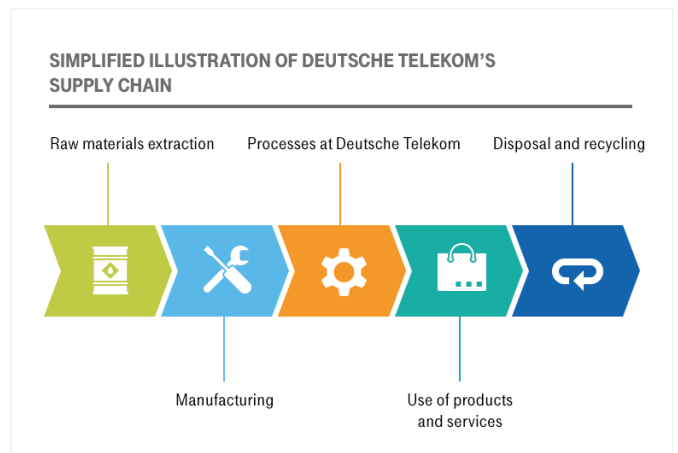 SIMPLIFIED ILLUSTRATION OF DEUTSCHE TELEKOM'S
SUPPLY CHAIN
Raw materials extraction
Processes at Deutsche Telekom
Disposal and recycling
Manufacturing
Use of products
and services